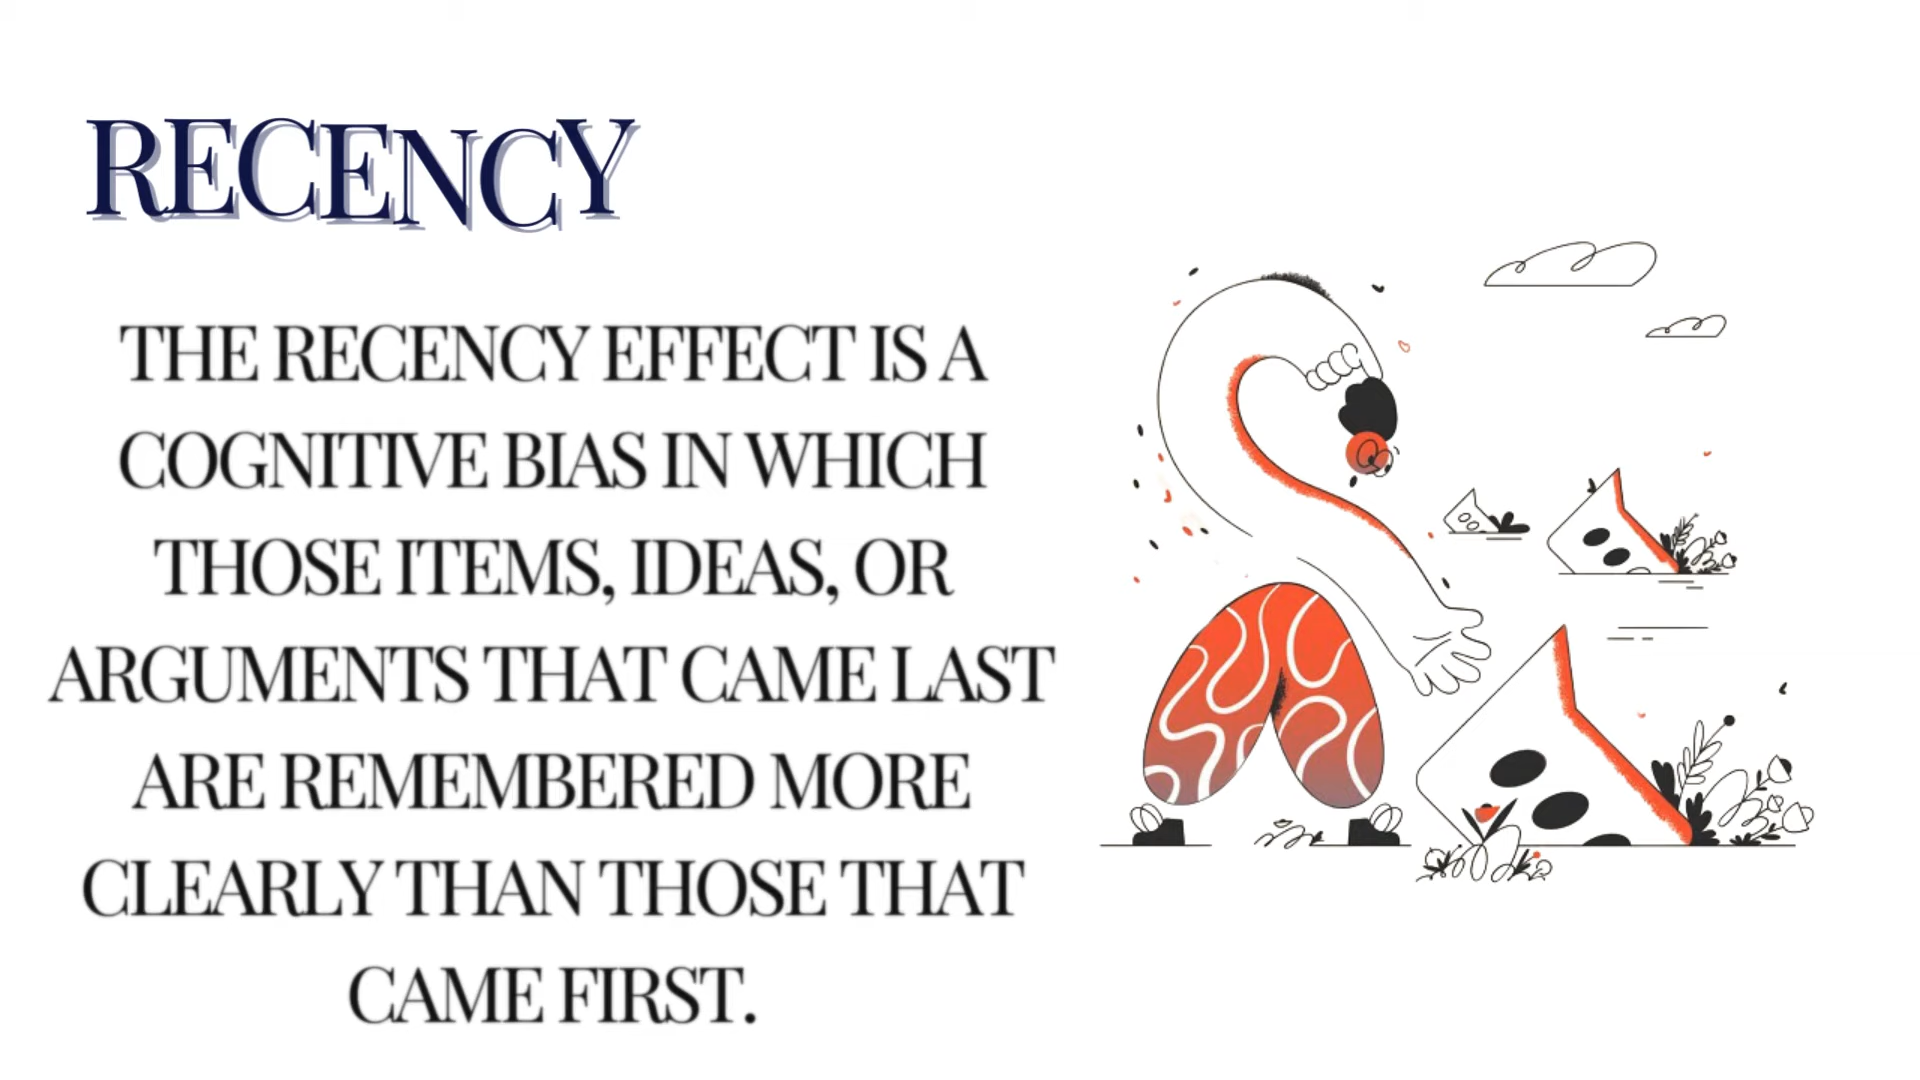 RECENCY
THE RECENCY EFFECT IS A
COGNITIVE BIAS IN WHICH
THOSE ITEMS, IDEAS, OR
ARGUMENTS THAT CAME LAST
ARE REMEMBERED MORE
CLEARLY THAN THOSE THAT
CAME FIRST.